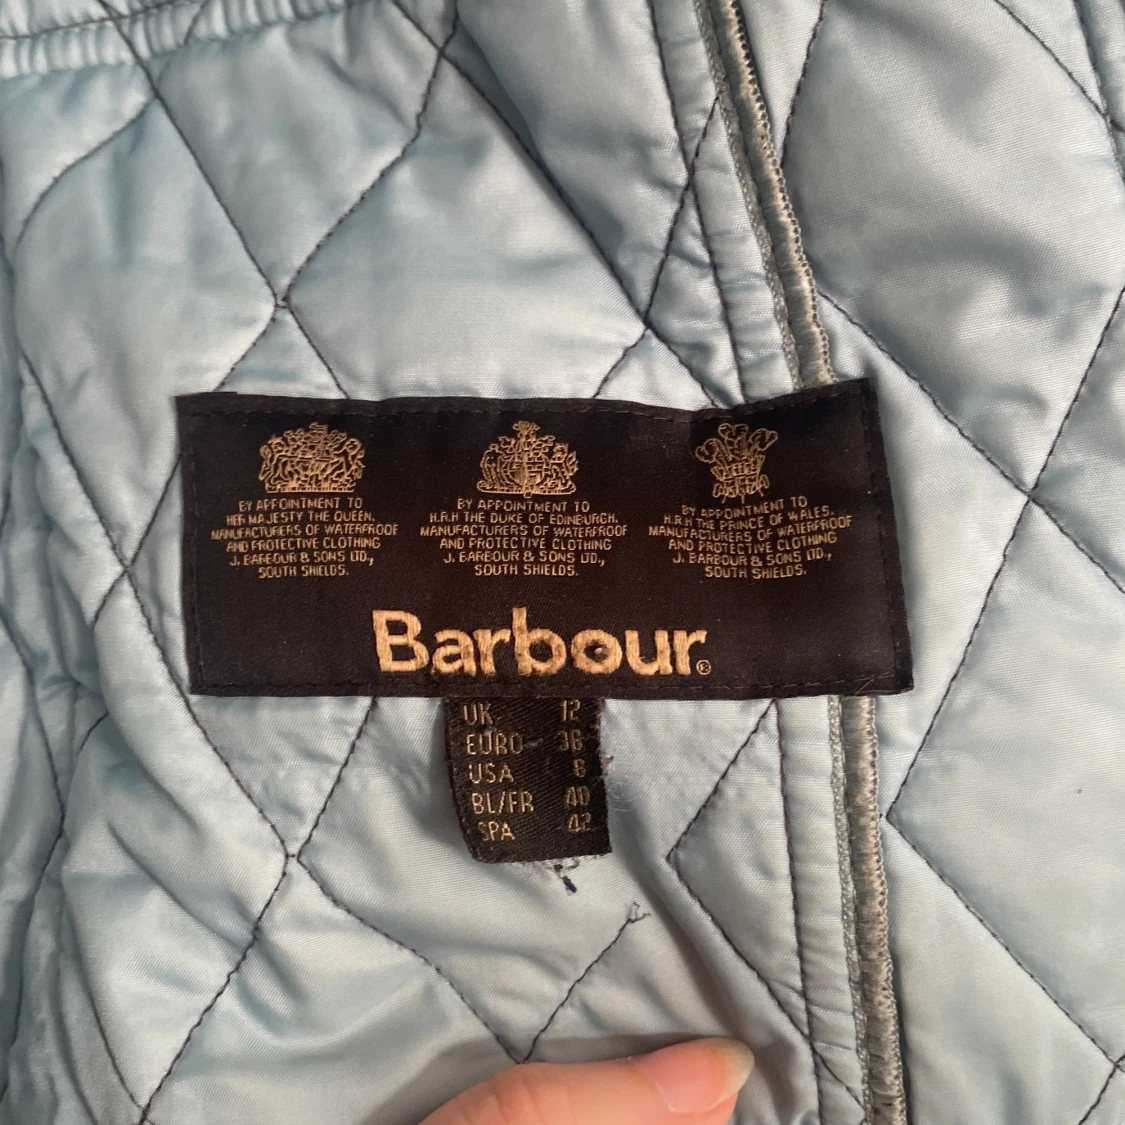 BY APPOINTMENT TO
HER MAJESTY THE QUEEN.
MANUFACTURERS OF WATERPROOF
AND PROTECTIVE CLOTHING
J. BARBOUR & SONS LTD.,
SOUTH SHIELDS.
BY APPOINTMENT TO
H.R.H THE DUKE OF EDINBURGH.
MANUFACTURERS OF WATERPROOF
AND PROTECTIVE CLOTHING
J. BARBOUR & SONS LTD.,
SOUTH SHIELDS.
BY APPOINTMENT TO
H.R.H THE PRINCE OF WALES.
MANUFACTURERS OF WATERPROOF
AND PROTECTIVE CLOTHING
J. BARBOUR & SONS LTD.,
SOUTH SHIELDS.
Barbour®
UK 12
EURO 38
USA 8
BL/FR 40
SPA 42